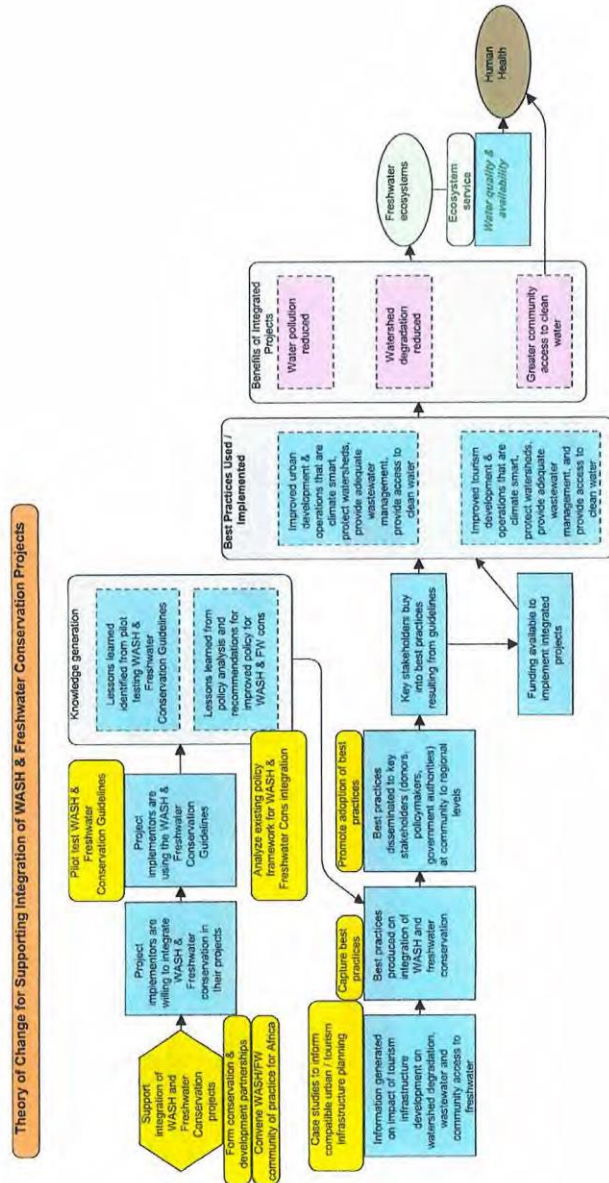 Theory of Change for Supporting Integration of WASH & Freshwater Conservation Projects
Support
integration of
WASH and
Freshwater
Conservation
projects
Form conservation &
development partnerships
Convene WASH/FW
community of practice for Africa
Project
implementors are
willing to integrate
WASH &
Freshwater
conservation in
their projects
Pilot test WASH &
Freshwater
Conservation Guidelines
Project
implementors are
using the WASH &
Freshwater
Conservation
Guidelines
Analyze existing policy
framework for WASH &
Freshwater Cons integration
Knowledge generation
Lessons learned
identified from pilot
testing WASH &
Freshwater
Conservation Guidelines
Lessons learned from
policy analysis and
recommendations for
improved policy for
WASH & FW cons
Case studies to inform
compatible urban / tourism
infrastructure planning
Information generated
on impact of tourism
infrastructure
development on
watershed degradation,
wastewater and
community access to
freshwater
Capture best
practices
Best practices
produced on
integration of
WASH and
freshwater
conservation
Promote adoption of best
practices
Best practices
disseminated to key
stakeholders (donors,
policymakers,
government authorities)
at community to regional
levels
Key stakeholders buy
into best practices
resulting from guidelines
Funding available to
implement integrated
projects
Best Practices Used /
Implemented
Improved urban
development &
operations that are
climate smart,
protect watersheds,
provide adequate
wastewater
management,
provide access to
clean water
Improved tourism
development &
operations that are
climate smart,
protect watersheds,
provide adequate
wastewater
management, and
provide access to
clean water
Benefits of Integrated
Projects
Water pollution
reduced
Watershed
degradation
reduced
Greater community
access to clean
water
Freshwater
ecosystems
Ecosystem
service
Water quality &
availability
Human
Health